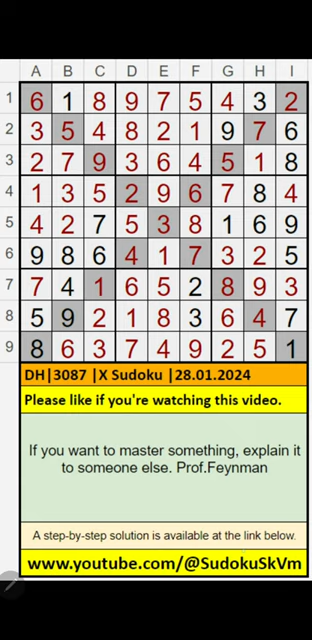 A B C D E F G H I
1 6 1 8 9 7 5 4 3 2
2 3 5 4 8 2 1 9 7 6
3 2 7 9 3 6 4 5 1 8
4 1 3 5 2 9 6 7 8 4
5 4 2 7 5 3 8 1 6 9
6 9 8 6 4 1 7 3 2 5
7 7 4 1 6 5 2 8 9 3
8 5 9 2 1 8 3 6 4 7
9 8 6 3 7 4 9 2 5 1
DH|3087 |X Sudoku |28.01.2024
Please like if you're watching this video.
If you want to master something, explain it
to someone else. Prof.Feynman
A step-by-step solution is available at the link below.
www.youtube.com/@SudokuSkVm